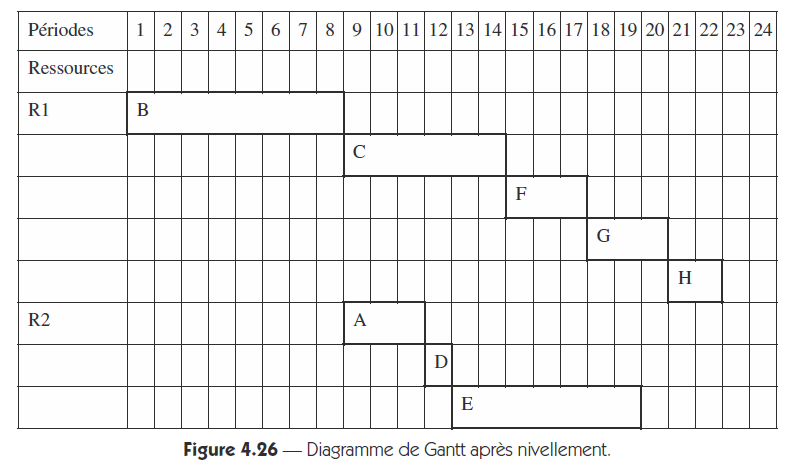 Périodes 1 2 3 4 5 6 7 8 9 10 11 12 13 14 15 16 17 18 19 20 21 22 23 24
Ressources
R1 B
C
F
G
H
R2 A
D
E
Figure 4.26 — Diagramme de Gantt après nivellement.